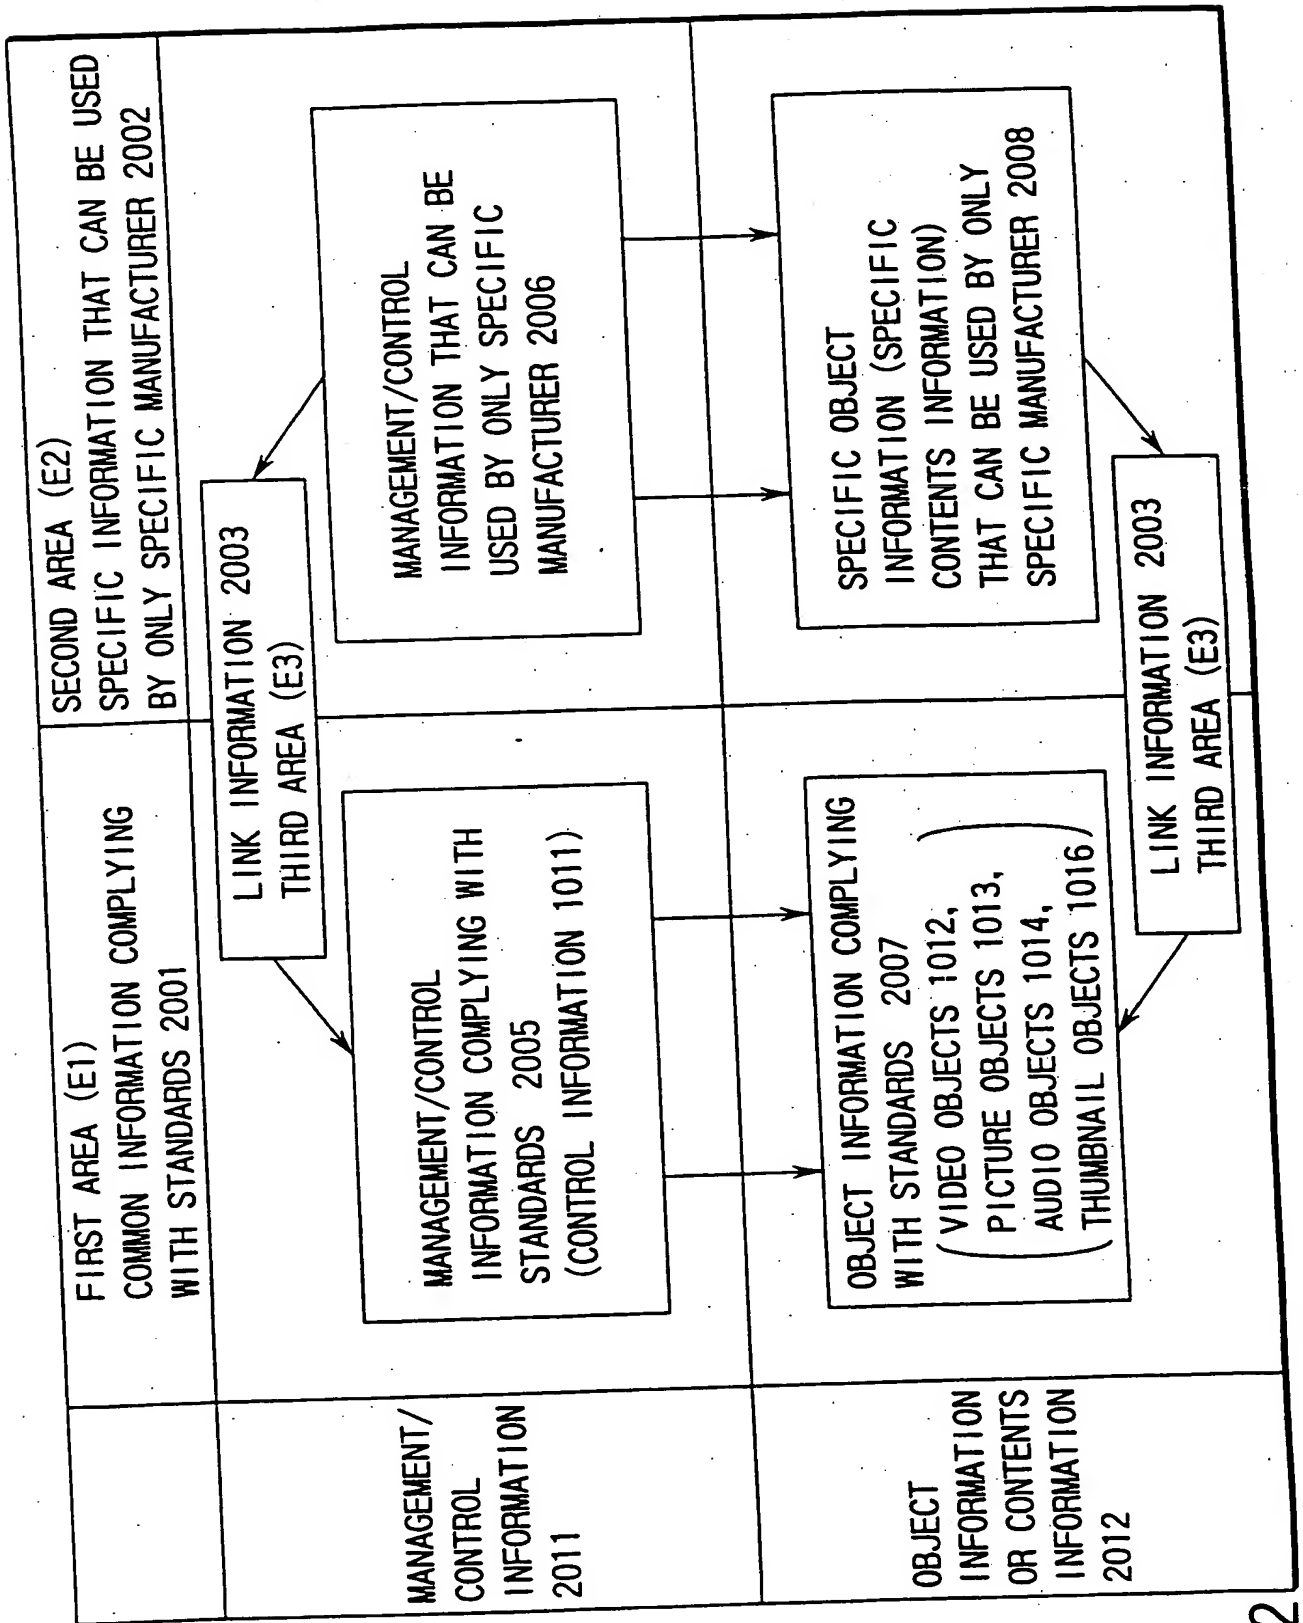 FIRST AREA (E1)
COMMON INFORMATION COMPLYING
WITH STANDARDS 2001
SECOND AREA (E2)
SPECIFIC INFORMATION THAT CAN BE USED
BY ONLY SPECIFIC MANUFACTURER 2002
MANAGEMENT/
CONTROL
INFORMATION
2011
LINK INFORMATION 2003
THIRD AREA (E3)
MANAGEMENT/CONTROL
INFORMATION COMPLYING WITH
STANDARDS 2005
(CONTROL INFORMATION 1011)
MANAGEMENT/CONTROL
INFORMATION THAT CAN BE
USED BY ONLY SPECIFIC
MANUFACTURER 2006
OBJECT
INFORMATION
OR CONTENTS
INFORMATION
2012
OBJECT INFORMATION COMPLYING
WITH STANDARDS 2007
(VIDEO OBJECTS 1012,
PICTURE OBJECTS 1013,
AUDIO OBJECTS 1014,
THUMBNAIL OBJECTS 1016)
SPECIFIC OBJECT
INFORMATION (SPECIFIC
CONTENTS INFORMATION)
THAT CAN BE USED BY ONLY
SPECIFIC MANUFACTURER 2008
LINK INFORMATION 2003
THIRD AREA (E3)
2